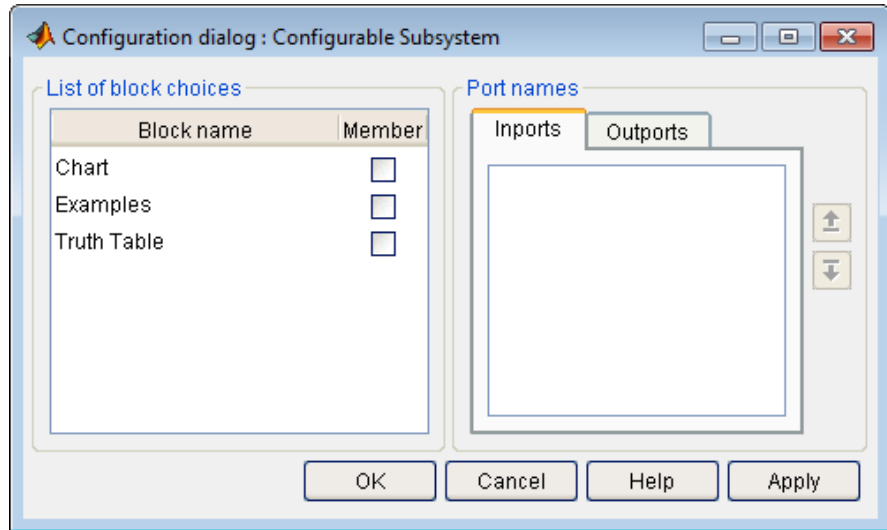 Configuration dialog : Configurable Subsystem
List of block choices
Block name Member
Chart
Examples
Truth Table
Port names
Inports Outports
OK Cancel Help Apply